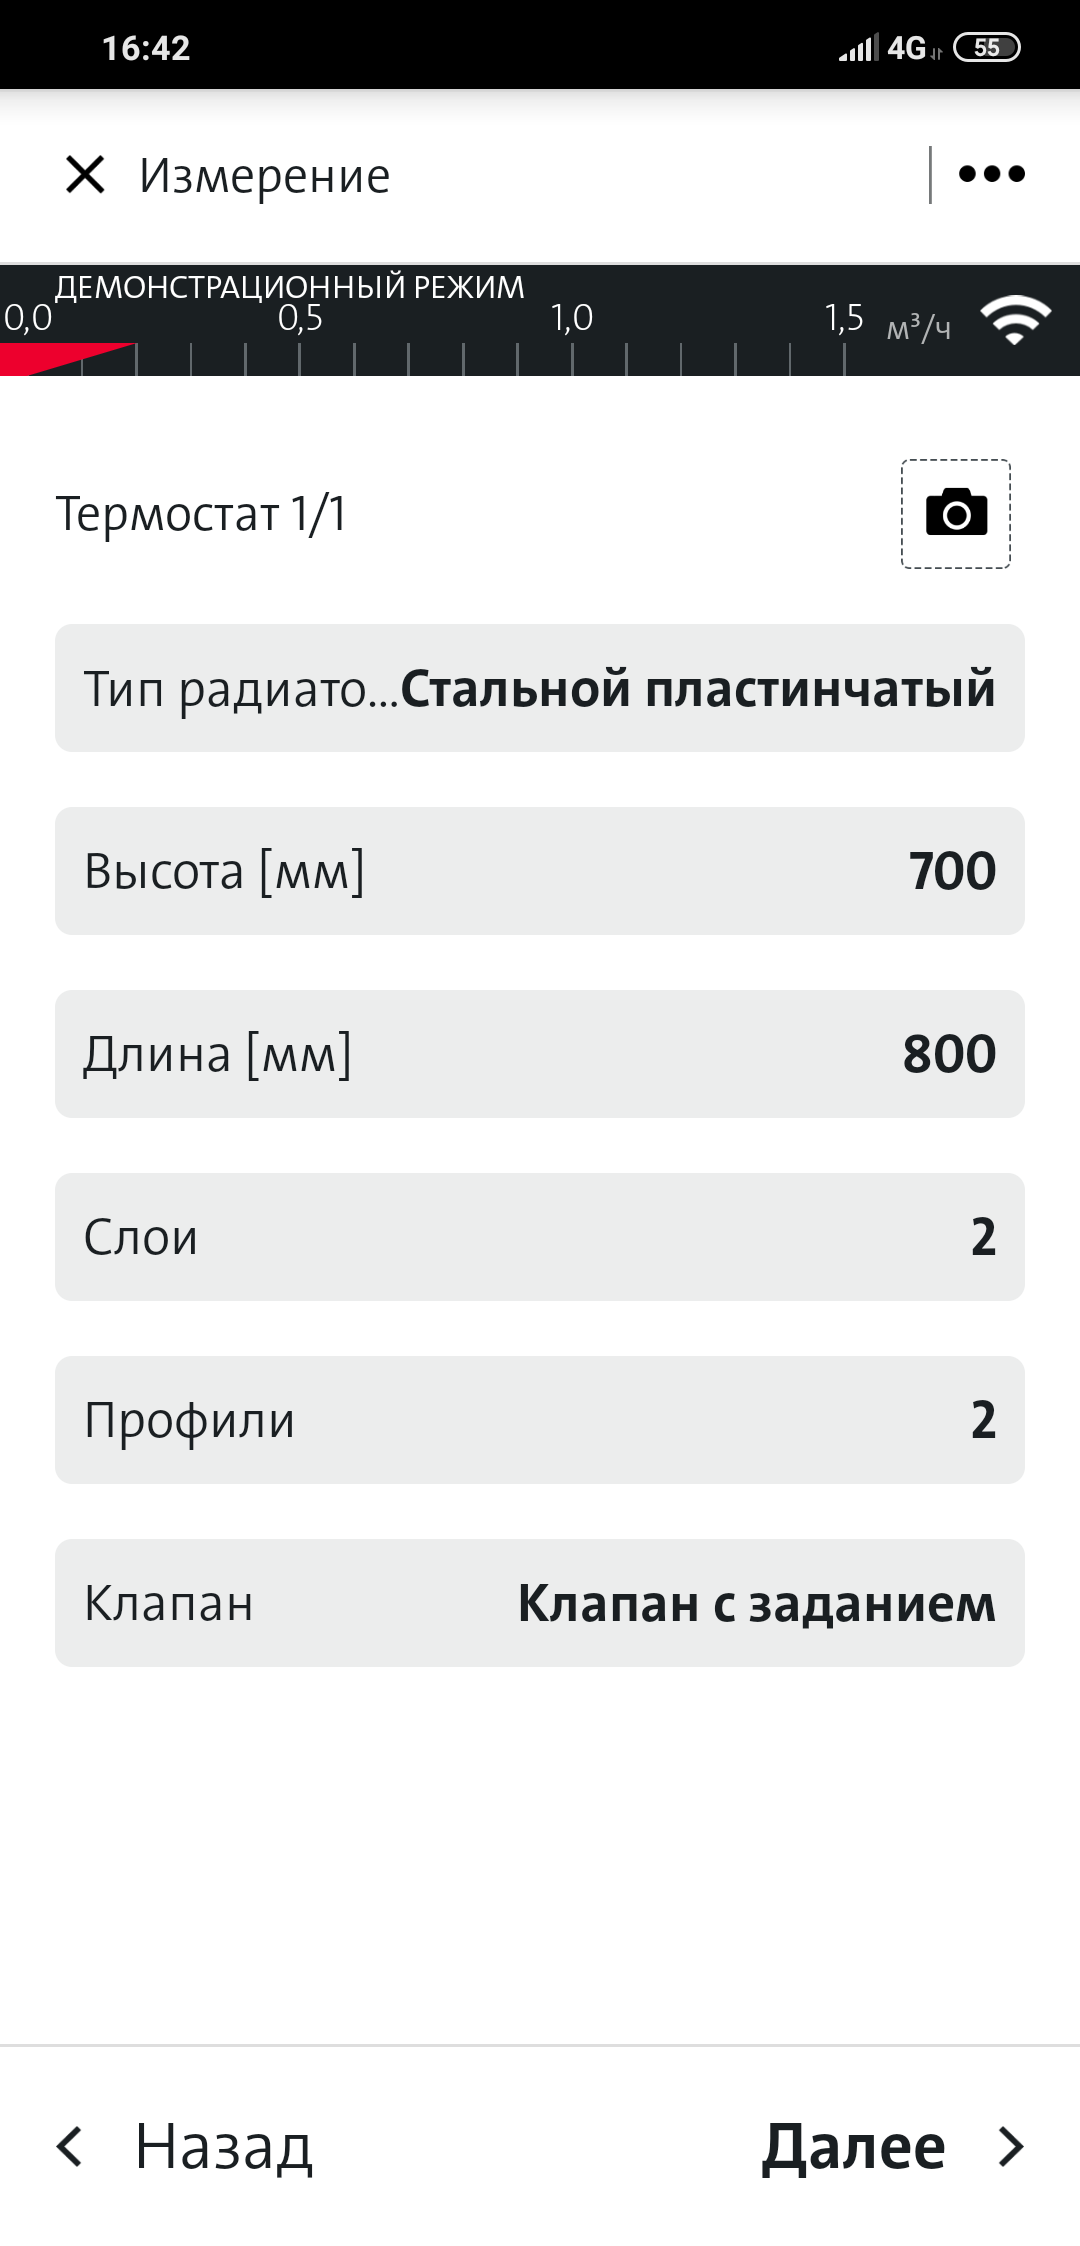 16:42 4G 55
Измерение
ДЕМОНСТРАЦИОННЫЙ РЕЖИМ
0,0 0,5 1,0 1,5 м³/ч
Термостат 1/1
Тип радиато...Стальной пластинчатый
Высота [мм] 700
Длина [мм] 800
Слои 2
Профили 2
Клапан Клапан с заданием
Назад Далее